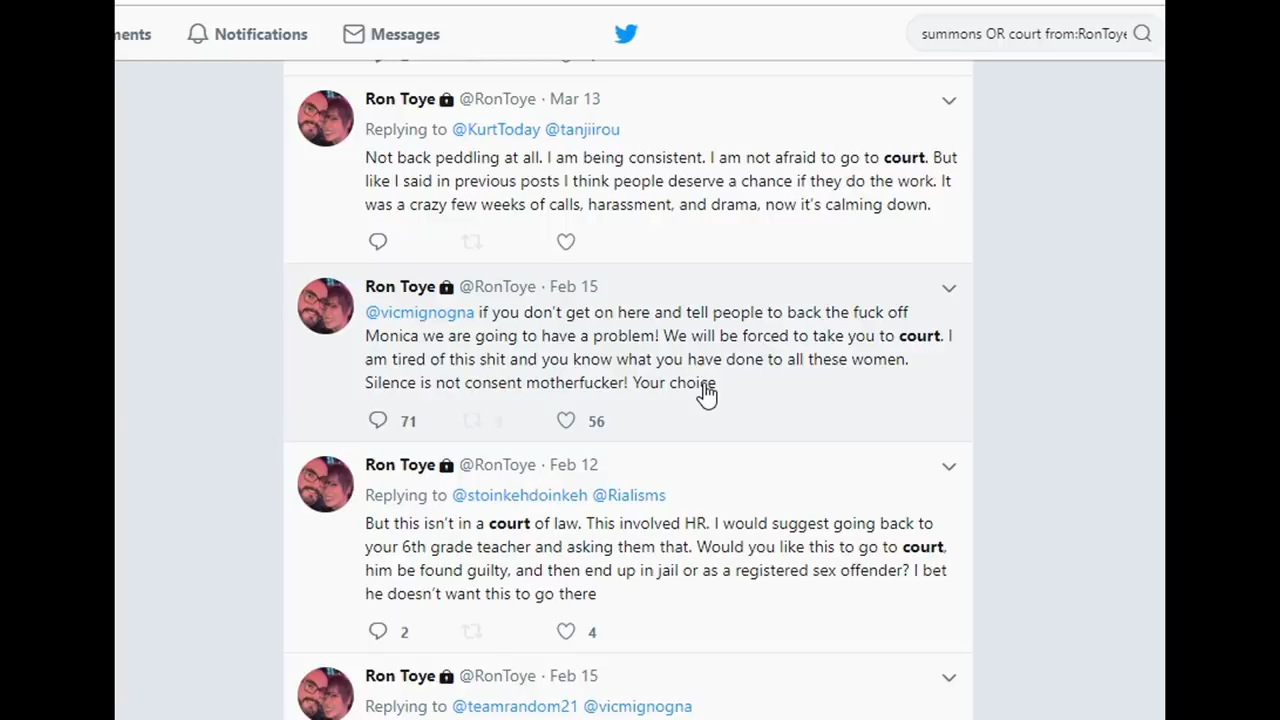 Notifications
Messages
summons OR court from:RonToye
Ron Toye @RonToye · Mar 13
Replying to @KurtToday @tanjiirou
Not back peddling at all. I am being consistent. I am not afraid to go to court. But
like I said in previous posts I think people deserve a chance if they do the work. It
was a crazy few weeks of calls, harassment, and drama, now it's calming down.
Ron Toye @RonToye · Feb 15
@vicmignogna if you don't get on here and tell people to back the fuck off
Monica we are going to have a problem! We will be forced to take you to court. I
am tired of this shit and you know what you have done to all these women.
Silence is not consent motherfucker! Your choice
71 1 56
Ron Toye @RonToye · Feb 12
Replying to @stoinkehdoinkeh @Rialisms
But this isn't in a court of law. This involved HR. I would suggest going back to
your 6th grade teacher and asking them that. Would you like this to go to court,
him be found guilty, and then end up in jail or as a registered sex offender? I bet
he doesn't want this to go there
2 4
Ron Toye @RonToye · Feb 15
Replying to @teamrandom21 @vicmignogna